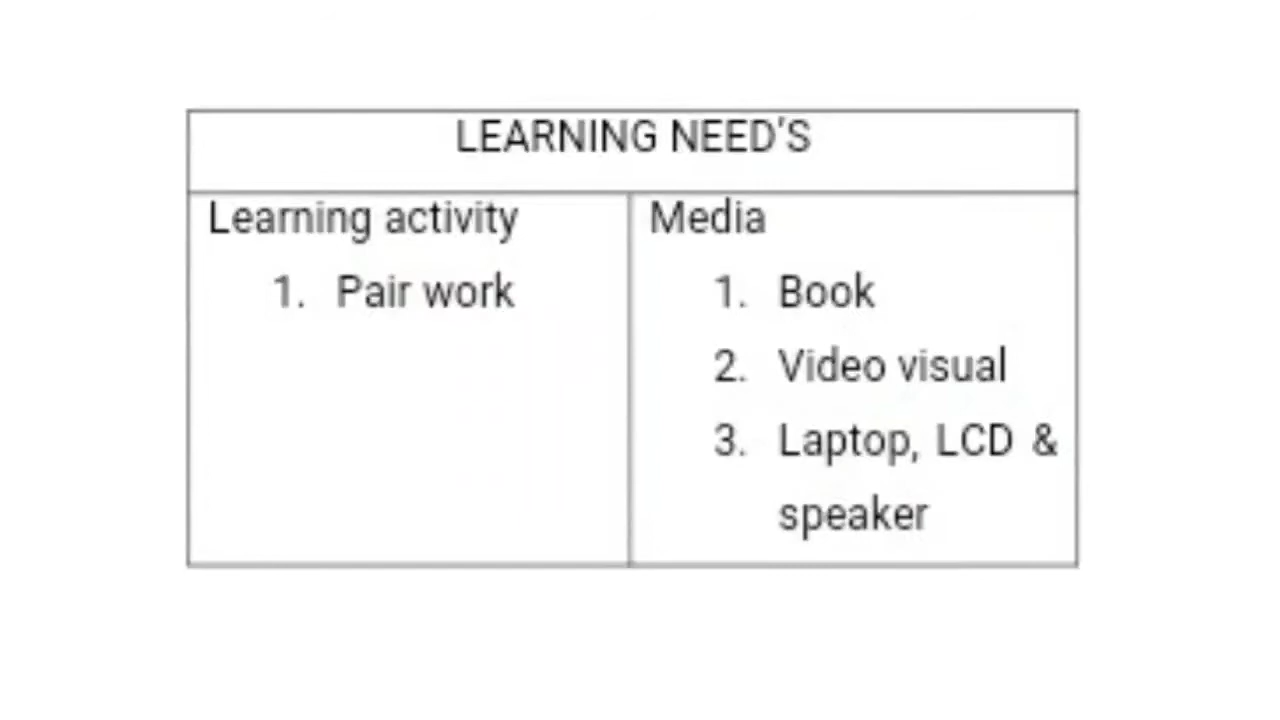 LEARNING NEED'S
Learning activity
1. Pair work
Media
1. Book
2. Video visual
3. Laptop, LCD &
speaker